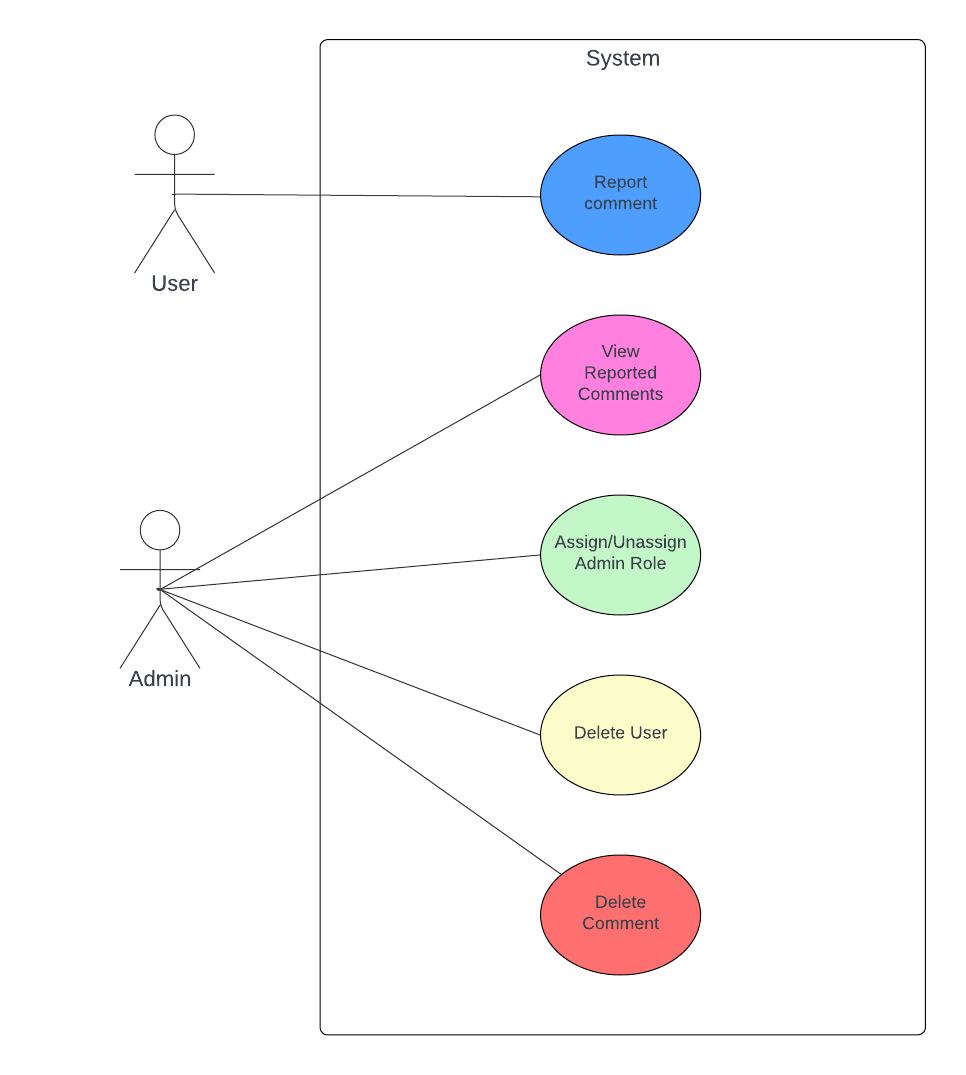 System
Report
comment
User
View
Reported
Comments
Assign/Unassign
Admin Role
Admin
Delete User
Delete
Comment